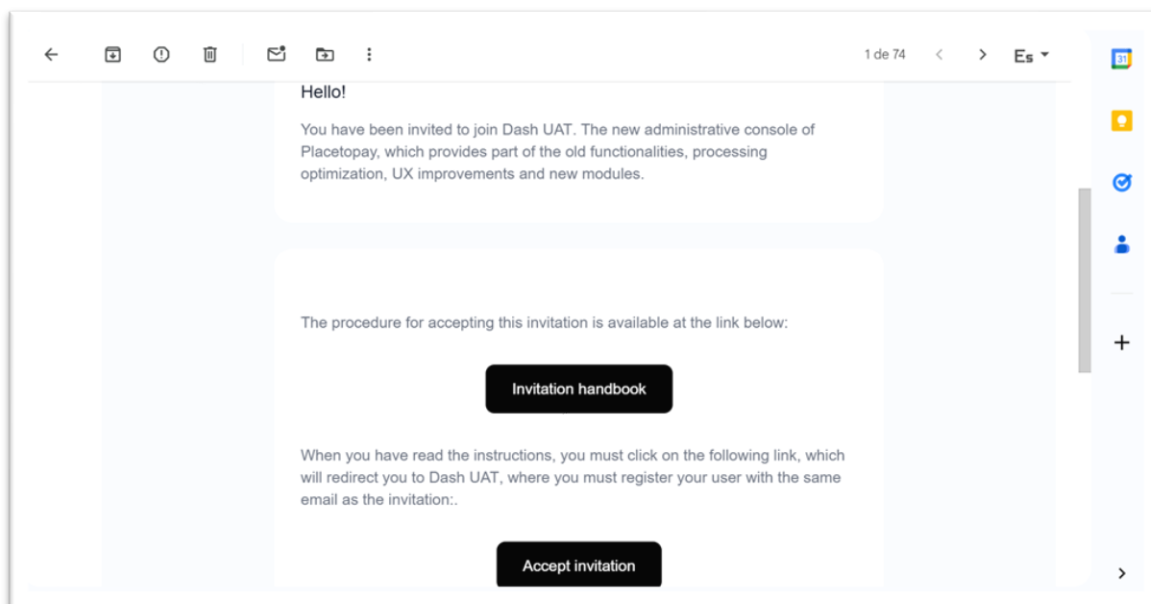 1 de 74
Es
31
Hello!
You have been invited to join Dash UAT. The new administrative console of
Placetopay, which provides part of the old functionalities, processing
optimization, UX improvements and new modules.
The procedure for accepting this invitation is available at the link below:
Invitation handbook
When you have read the instructions, you must click on the following link, which
will redirect you to Dash UAT, where you must register your user with the same
email as the invitation:.
Accept invitation